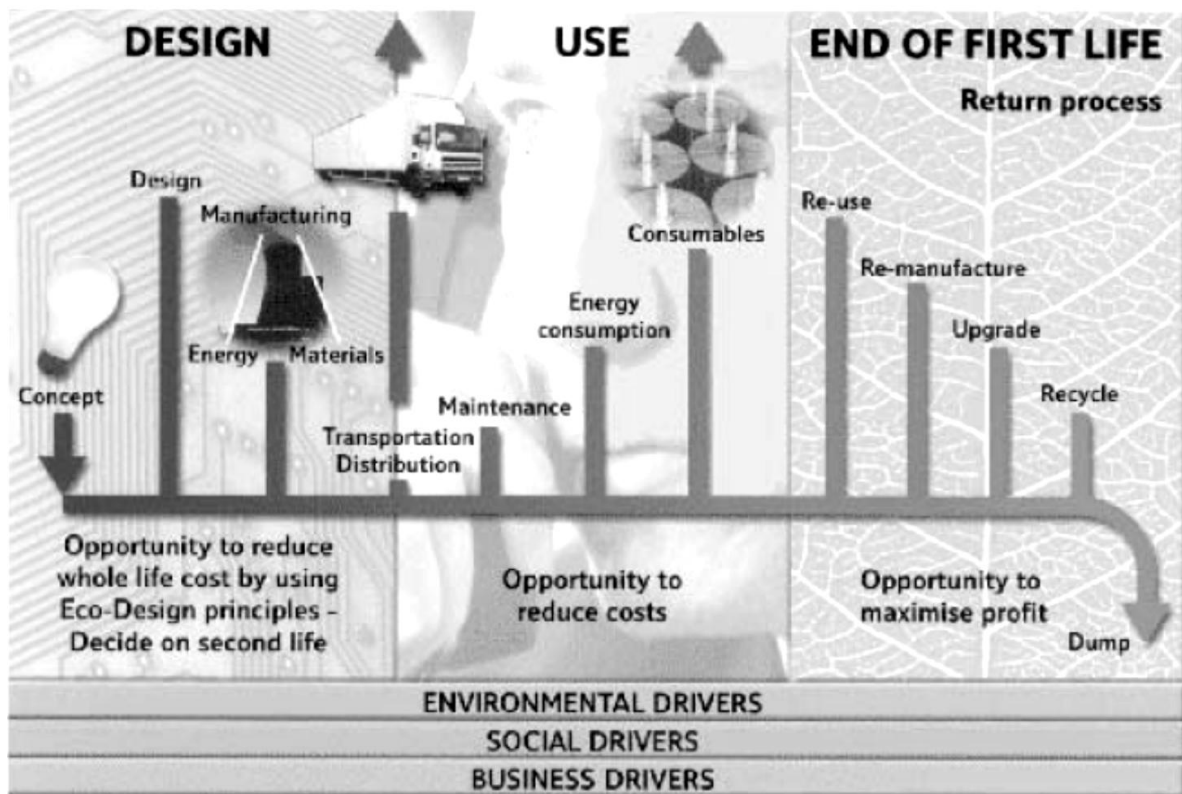 DESIGN
USE
END OF FIRST LIFE
Return process
Design
Manufacturing
Energy Materials
Concept
Transportation
Distribution
Maintenance
Energy
consumption
Consumables
Re-use
Re-manufacture
Upgrade
Recycle
Opportunity to reduce
whole life cost by using
Eco-Design principles –
Decide on second life
Opportunity to
reduce costs
Opportunity to
maximise profit
Dump
ENVIRONMENTAL DRIVERS
SOCIAL DRIVERS
BUSINESS DRIVERS